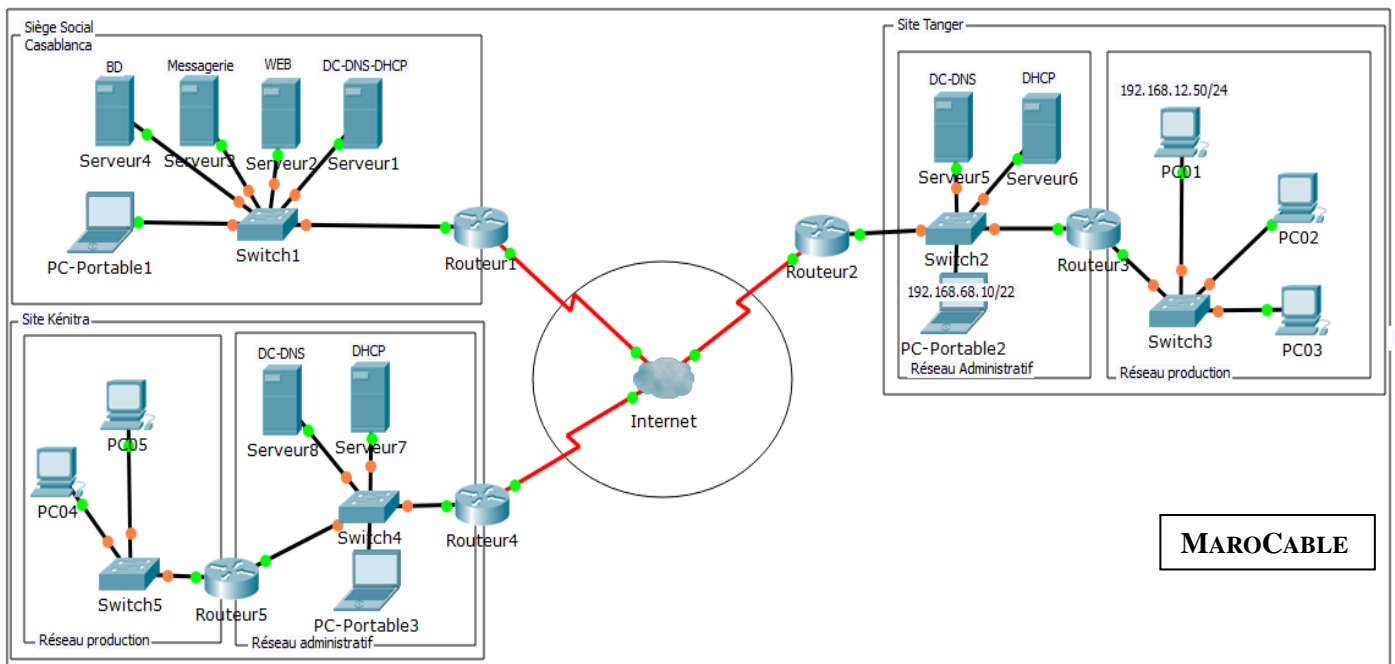 Siège Social
Casablanca
BD
Messagerie
WEB
DC-DNS-DHCP
Serveur4
Serveur3
Serveur2
Serveur1
PC-Portable1
Switch1
Routeur1
Site Tanger
DC-DNS
DHCP
192.168.12.50/24
Serveur5
Serveur6
PC01
PC02
Routeur2
Switch2
Routeur3
192.168.68.10/22
PC-Portable2
Switch3
PC03
Réseau Administratif
Réseau production
Internet
Site Kénitra
DC-DNS
DHCP
PC05
Serveur8
Serveur7
PC04
Switch4
Routeur4
Switch5
Routeur5
PC-Portable3
Réseau production
Réseau administratif
MAROCABLE